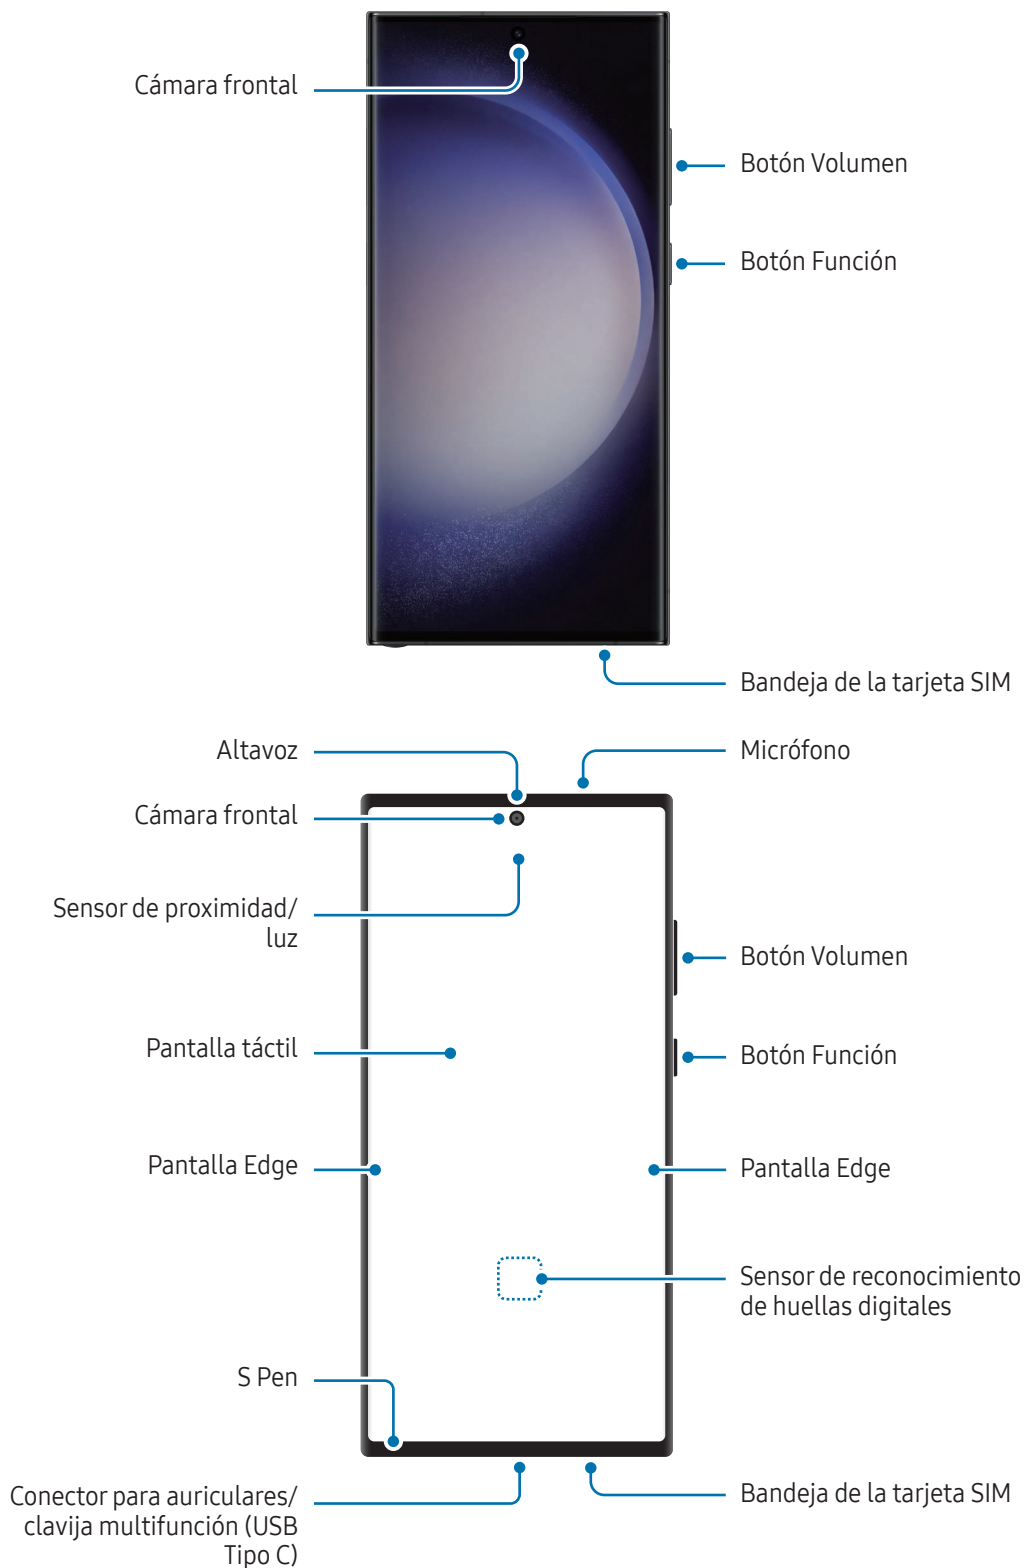 Cámara frontal
Botón Volumen
Botón Función
Bandeja de la tarjeta SIM
Altavoz
Micrófono
Cámara frontal
Sensor de proximidad/
luz
Botón Volumen
Pantalla táctil
Botón Función
Pantalla Edge
Pantalla Edge
Sensor de reconocimiento
de huellas digitales
S Pen
Conector para auriculares/
clavija multifunción (USB
Tipo C)
Bandeja de la tarjeta SIM